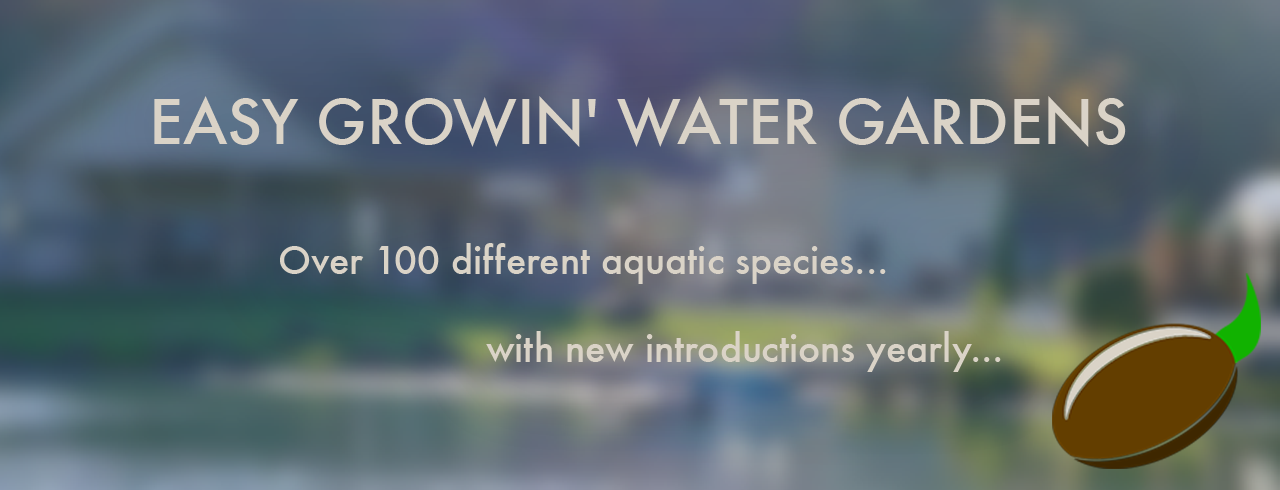 EASY GROWIN' WATER GARDENS
Over 100 different aquatic species...
with new introductions yearly...